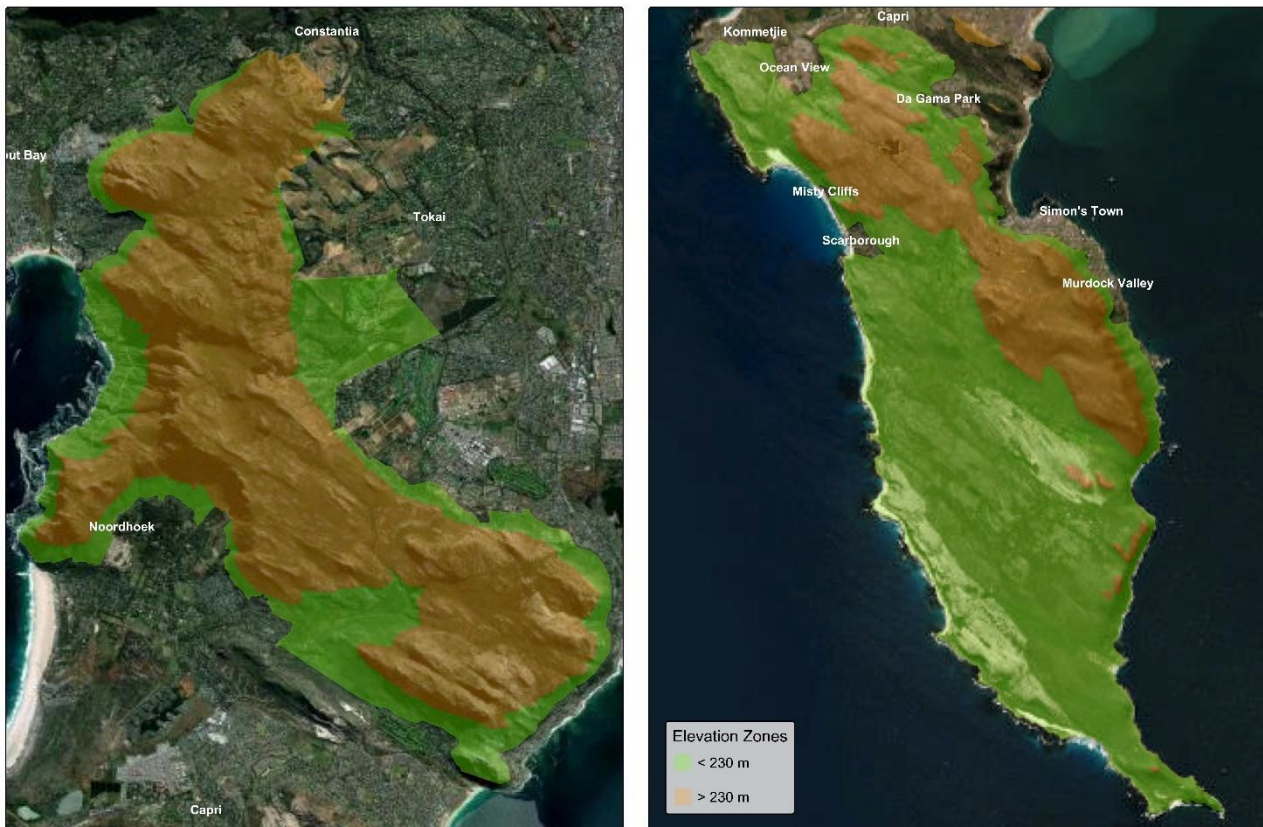 Constantia
out Bay
Tokai
Noordhoek
Capri
Capri
Kommetjie
Ocean View
Da Gama Park
Misty Cliffs
Simon's Town
Scarborough
Murdock Valley
Elevation Zones
< 230 m
> 230 m